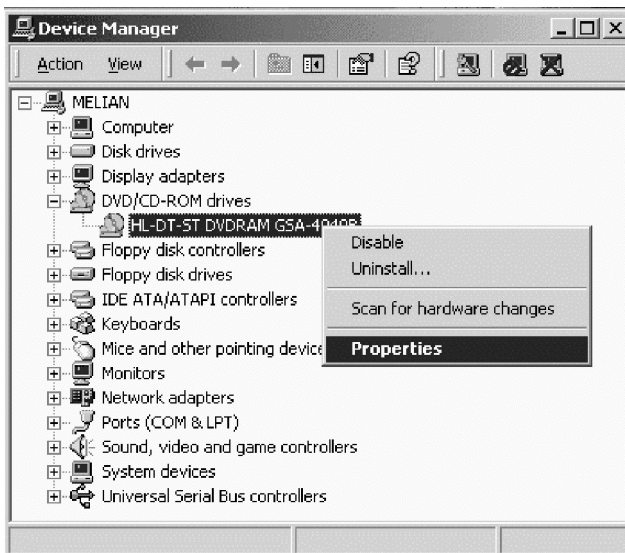 Device Manager
Action View
MELIAN
Computer
Disk drives
Display adapters
DVD/CD-ROM drives
HL-DT-ST DVDRAM GSA-4040B
Floppy disk controllers
Floppy disk drives
IDE ATA/ATAPI controllers
Keyboards
Mice and other pointing device
Monitors
Network adapters
Ports (COM & LPT)
Sound, video and game controllers
System devices
Universal Serial Bus controllers
Disable
Uninstall...
Scan for hardware changes
Properties